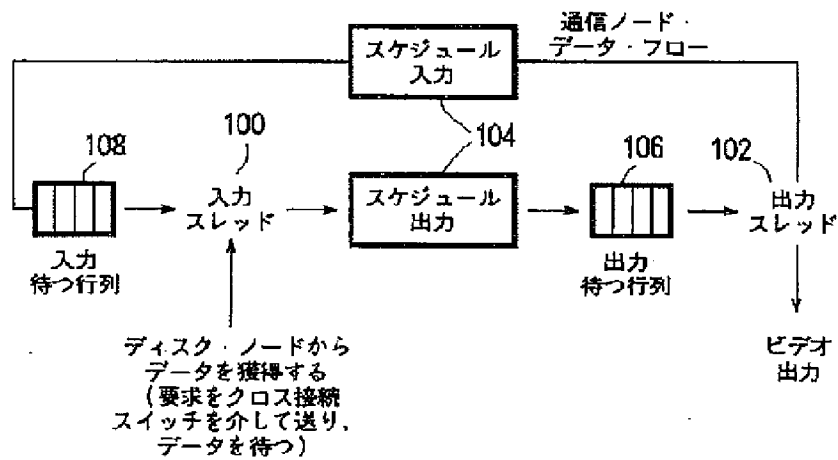 通信ノード・
データ・フロー
スケジュール
入力
108
100
104
106
102
入力
スレッド
スケジュール
出力
出力
スレッド
入力
待つ行列
出力
待つ行列
ディスク・ノードから
データを獲得する
(要求をクロス接続
スイッチを介して送り、
データを待つ)
ビデオ
出力